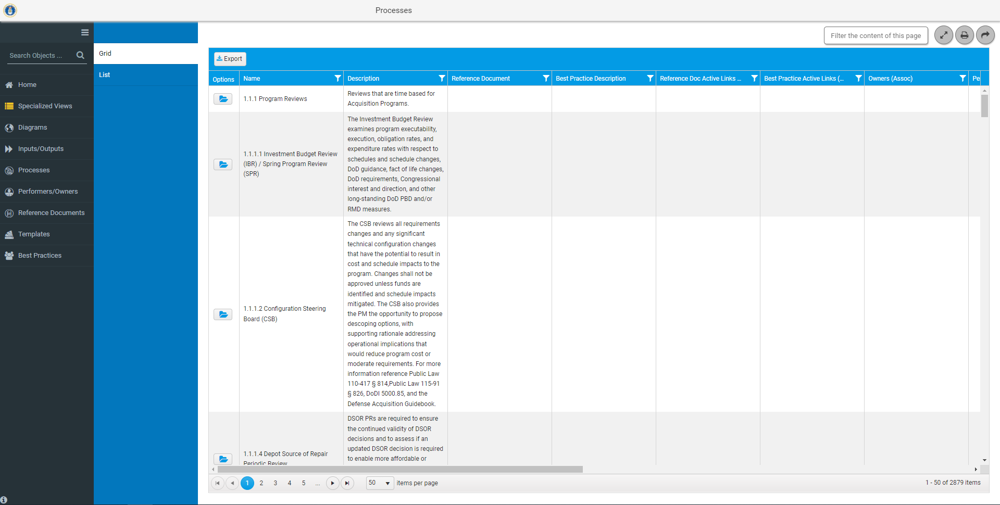 Processes
Search Objects ...
Home
Specialized Views
Diagrams
Inputs/Outputs
Processes
Performers/Owners
Reference Documents
Templates
Best Practices
Grid
List
Filter the content of this page
Export
Options
Name
Description
Reference Document
Best Practice Description
Reference Doc Active Links ...
Best Practice Active Links (...
Owners (Assoc)
Pe
1.1.1 Program Reviews
Reviews that are time based for
Acquisition Programs.
1.1.1.1 Investment Budget Review
(IBR) / Spring Program Review
(SPR)
The Investment Budget Review
examines program executability,
execution, obligation rates, and
expenditure rates with respect to
schedules and schedule changes,
DoD guidance, fact of life changes,
DoD requirements, Congressional
interest and direction, and other
long-standing DoD PBD and/or
RMD measures.
1.1.1.2 Configuration Steering
Board (CSB)
The CSB reviews all requirements
changes and any significant
technical configuration changes
that have the potential to result in
cost and schedule impacts to the
program. Changes shall not be
approved unless funds are
identified and schedule impacts
mitigated. The CSB also provides
the PM the opportunity to propose
descoping options, with
supporting rationale addressing
operational implications that
would reduce program cost or
moderate requirements. For more
information reference Public Law
110-417 § 814,Public Law 115-91
§ 826, DoDI 5000.85, and the
Defense Acquisition Guidebook.
1.1.1.4 Depot Source of Repair
Periodic Review
DSOR PRs are required to ensure
the continued validity of DSOR
decisions and to assess if an
updated DSOR decision is required
to enable more affordable or
1 2 3 4 5 ...
50
items per page
1 - 50 of 2879 items